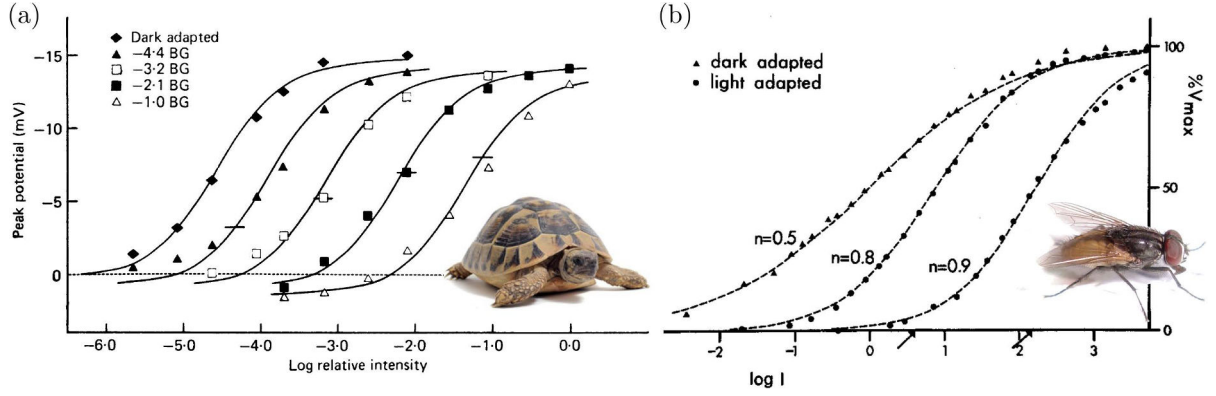 (a)
◆ Dark adapted
▲ −4·4 BG
□ −3·2 BG
■ −2·1 BG
△ −1·0 BG
−15
−10
−5
0
Peak potential (mV)
−6·0 −5·0 −4·0 −3·0 −2·0 −1·0 0·0
Log relative intensity
(b)
▲ dark adapted
● light adapted
100
50
0
% Vmax
n=0.5
n=0.8
n=0.9
−2 −1 0 1 2 3
log I